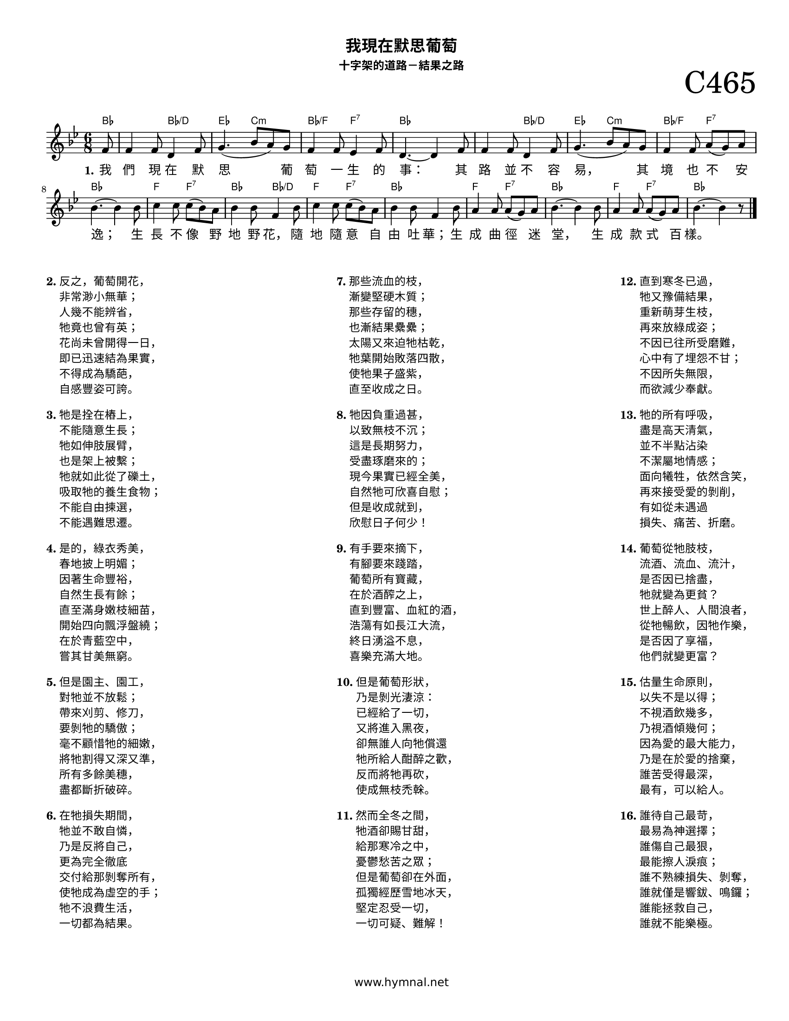 我現在默思葡萄
十字架的道路－結果之路
C465
B♭ B♭/D E♭ Cm B♭/F F7 B♭ B♭/D E♭ Cm B♭/F F7
1. 我 們 現 在 默 思 葡 萄 一 生 的 事： 其 路 並 不 容 易， 其 境 也 不 安
8 B♭ F F7 B♭ B♭/D F F7 B♭ F F7 B♭ F F7 B♭
逸； 生 長 不 像 野 地 野 花， 隨 地 隨 意 自 由 吐 華； 生 成 曲 徑 迷 堂， 生 成 款 式 百 樣。
2. 反之，葡萄開花，
非常渺小無華；
人幾不能辨省，
牠竟也曾有英；
花尚未曾開得一日，
即已迅速結為果實，
不得成為驕葩，
自感豐姿可誇。
3. 牠是拴在樁上，
不能隨意生長；
牠如伸肢展臂，
也是架上被繫；
牠就如此從了礫土，
吸取牠的養生食物；
不能自由揀選，
不能遇難思遷。
4. 是的，綠衣秀美，
春地披上明媚；
因著生命豐裕，
自然生長有餘；
直至滿身嫩枝細苗，
開始四向飄浮盤繞；
在於青藍空中，
嘗其甘美無窮。
5. 但是園主、園工，
對牠並不放鬆；
帶來刈剪、修刀，
要剝牠的驕傲；
毫不顧惜牠的細嫩，
將牠割得又深又準，
所有多餘美穗，
盡都斷折破碎。
6. 在牠損失期間，
牠並不敢自憐，
乃是反將自己，
更為完全徹底
交付給那剝奪所有，
使牠成為虛空的手；
牠不浪費生活，
一切都為結果。
7. 那些流血的枝，
漸變堅硬木質；
那些存留的穗，
也漸結果纍纍；
太陽又來迫牠枯乾，
牠葉開始敗落四散，
使牠果子盛紫，
直至收成之日。
8. 牠因負重過甚，
以致無枝不沉；
這是長期努力，
受盡琢磨來的；
現今果實已經全美，
自然牠可欣喜自慰；
但是收成就到，
欣慰日子何少！
9. 有手要來摘下，
有腳要來踐踏，
葡萄所有寶藏，
在於酒醡之上，
直到豐富、血紅的酒，
浩蕩有如長江大流，
終日湧溢不息，
喜樂充滿大地。
10. 但是葡萄形狀，
乃是剝光淒涼：
已經給了一切，
又將進入黑夜，
卻無誰人向牠償還
牠所給人酣醉之歡，
反而將牠再砍，
使成無枝禿榦。
11. 然而全冬之間，
牠酒卻賜甘甜，
給那寒冷之中，
憂鬱愁苦之眾；
但是葡萄卻在外面，
孤獨經歷雪地冰天，
堅定忍受一切，
一切可疑、難解！
12. 直到寒冬已過，
牠又豫備結果，
重新萌芽生枝，
再來放綠成姿；
不因已往所受磨難，
心中有了埋怨不甘；
不因所失無限，
而欲減少奉獻。
13. 牠的所有呼吸，
盡是高天清氣，
並不半點沾染
不潔屬地情感；
面向犧牲，依然含笑，
再來接受愛的剝削，
有如從未遇過
損失、痛苦、折磨。
14. 葡萄從牠肢枝，
流酒、流血、流汁，
是否因已捨盡，
牠就變為更貧？
世上醉人、人間浪者，
從牠暢飲，因牠作樂，
是否因了享福，
他們就變更富？
15. 估量生命原則，
以失不是以得；
不視酒飲幾多，
乃視酒傾幾何；
因為愛的最大能力，
乃是在於愛的捨棄，
誰苦受得最深，
最有，可以給人。
16. 誰待自己最苛，
最易為神選擇；
誰傷自己最狠，
最能擦人淚痕；
誰不熟練損失、剝奪，
誰就僅是響鈸、鳴鑼；
誰能拯救自己，
誰就不能樂極。
www.hymnal.net